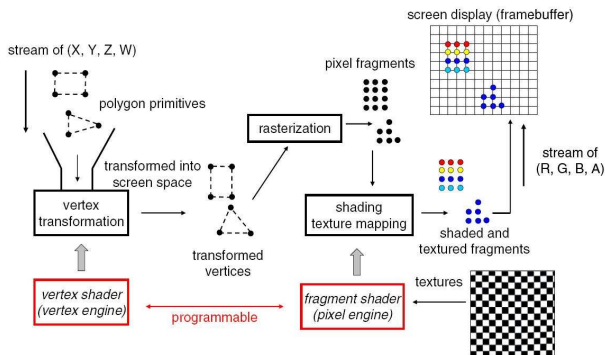 screen display (framebuffer)
stream of (X, Y, Z, W)
pixel fragments
polygon primitives
rasterization
transformed into
screen space
stream of
(R, G, B, A)
vertex
transformation
shading
texture mapping
transformed
vertices
shaded and
textured fragments
vertex shader
(vertex engine)
programmable
fragment shader
(pixel engine)
textures